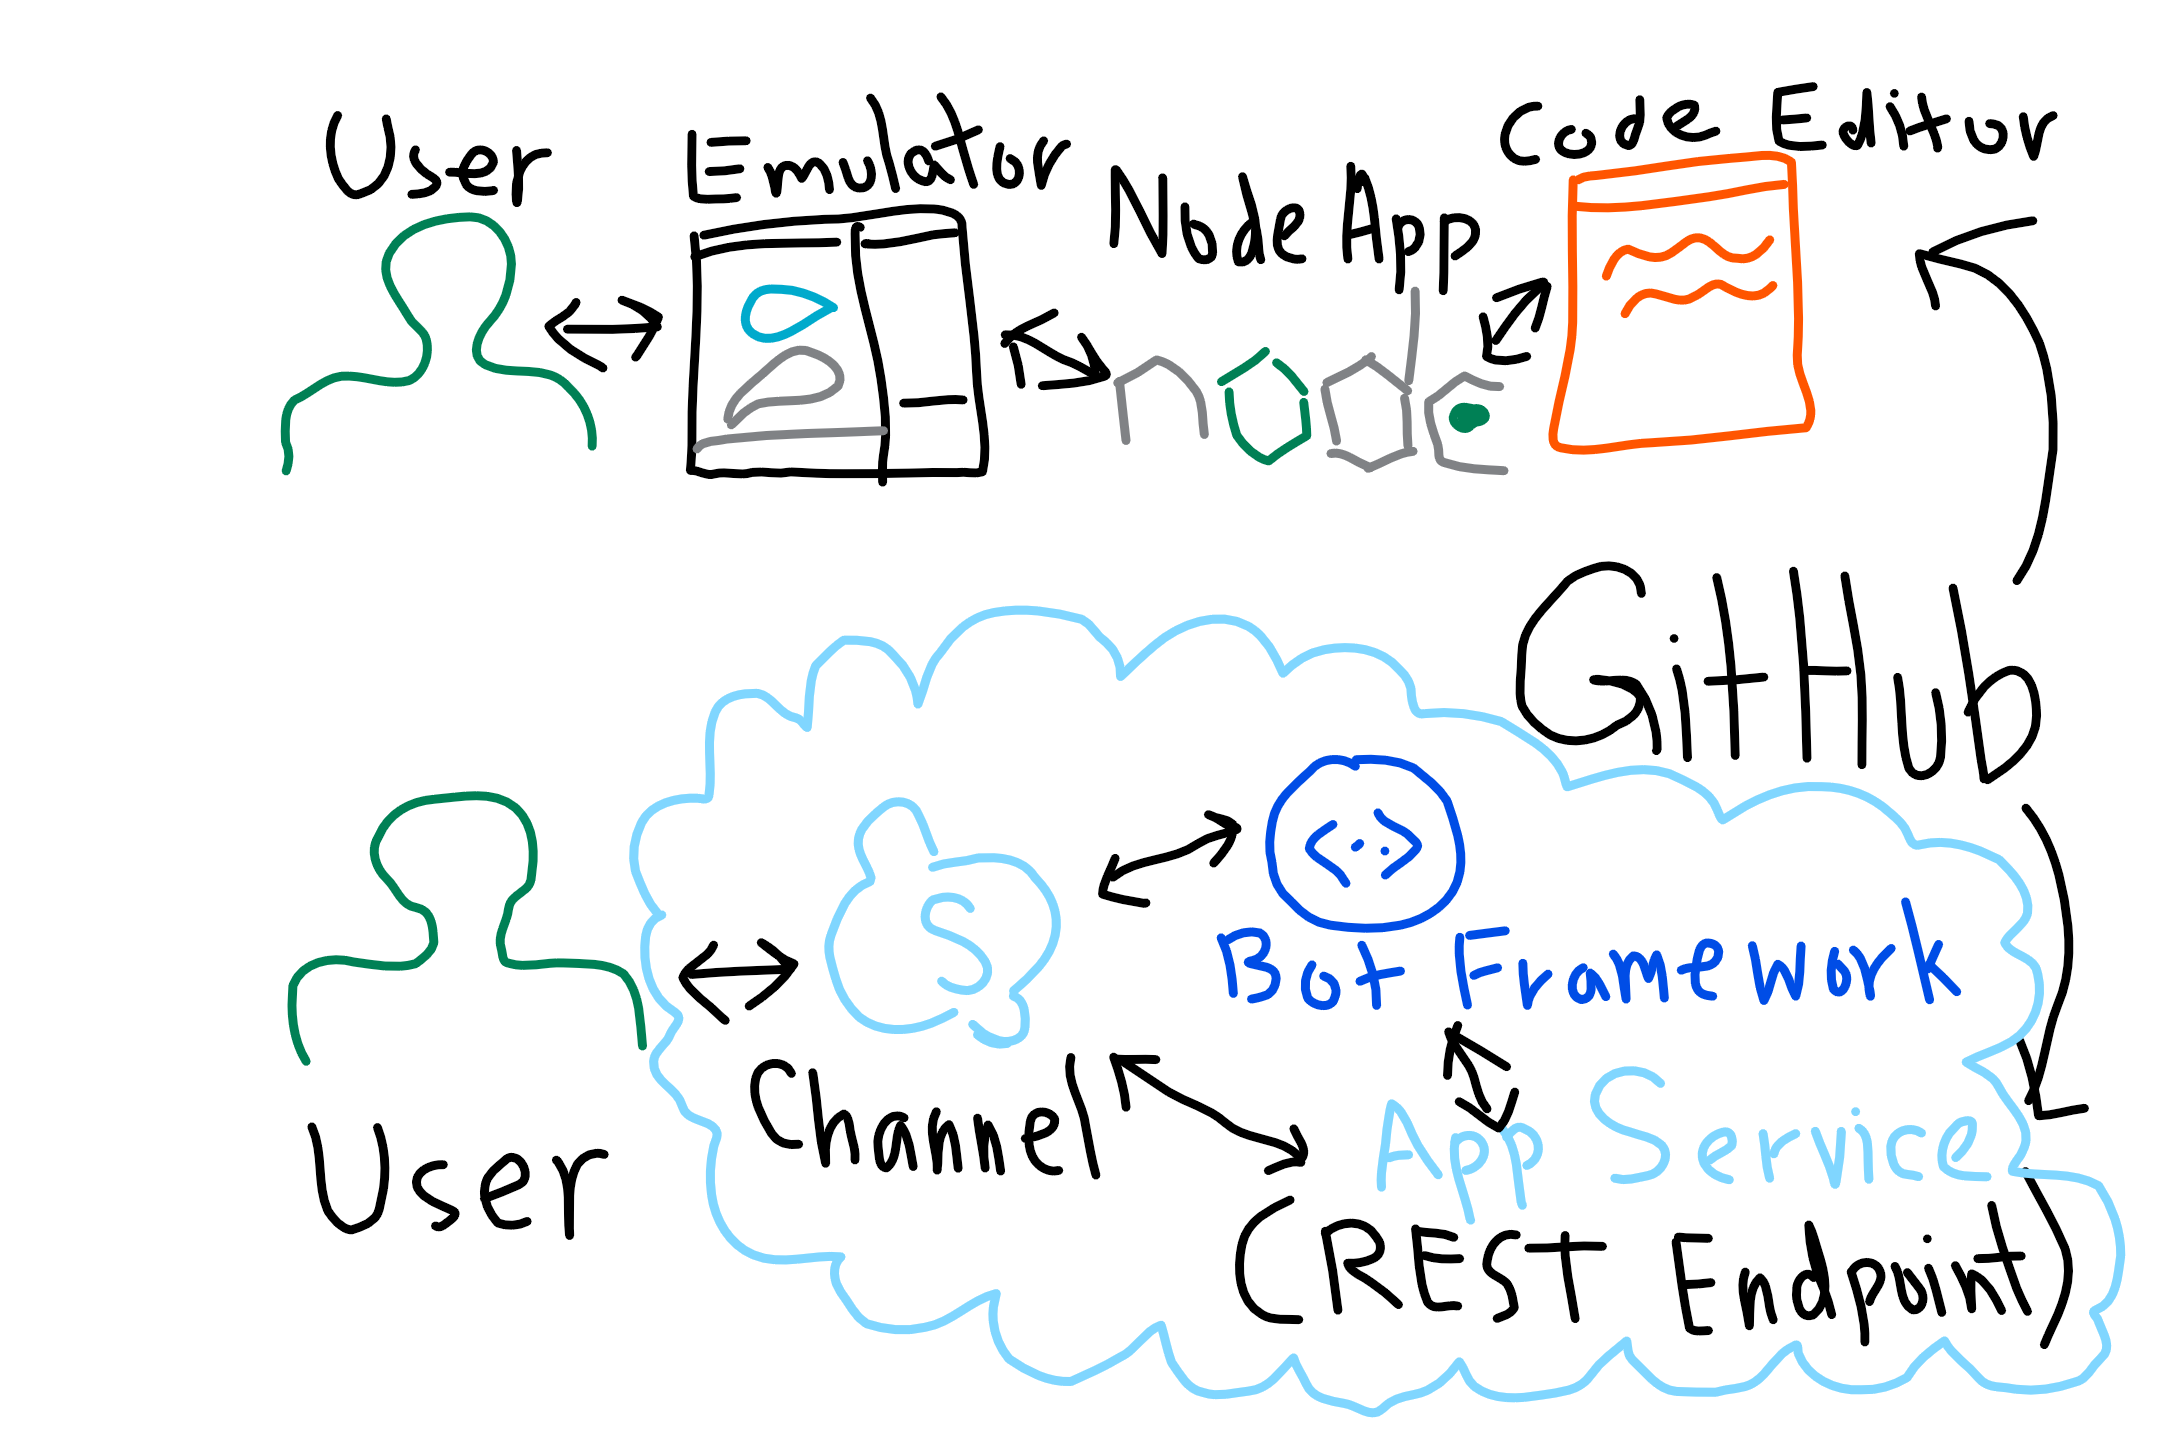 User
Emulator
Node App
Code Editor
node
GitHub
S
Bot Framework
User
Channel
App Service
(REST Endpoint)